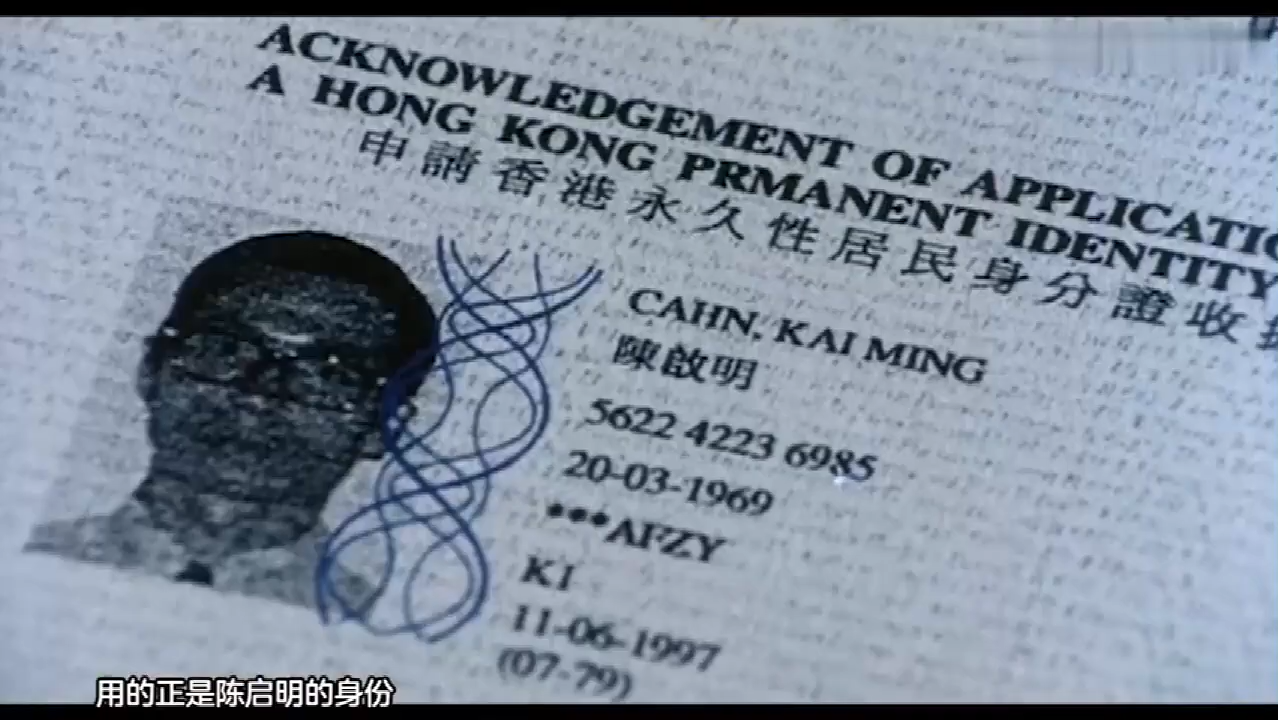 ACKNOWLEDGEMENT OF APPLICATIO
A HONG KONG PRMANENT IDENTITY
申請香港永久性居民身分證收
CAHN, KAI MING
陳啟明
5622 4223 6985
20-03-1969
***AFZY
KI
11-06-1997
(07-79)
用的正是陈启明的身份